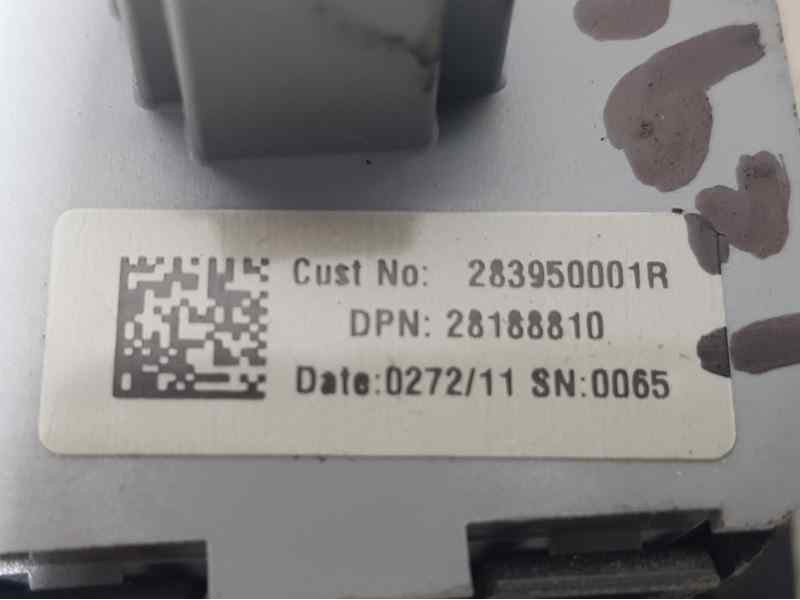 Cust No: 283950001R
DPN: 28188810
Date:0272/11 SN:0065